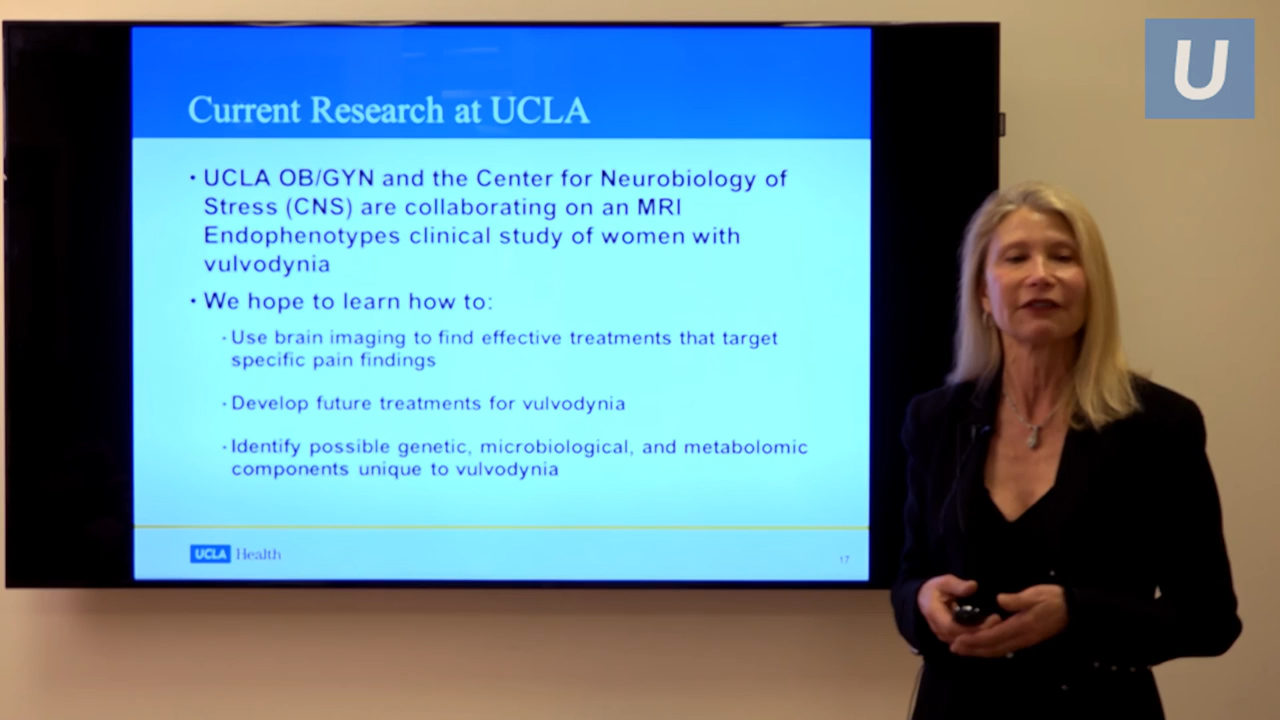 U
Current Research at UCLA
• UCLA OB/GYN and the Center for Neurobiology of
Stress (CNS) are collaborating on an MRI
Endophenotypes clinical study of women with
vulvodynia
• We hope to learn how to:
- Use brain imaging to find effective treatments that target
specific pain findings
- Develop future treatments for vulvodynia
- Identify possible genetic, microbiological, and metabolomic
components unique to vulvodynia
UCLA Health
17